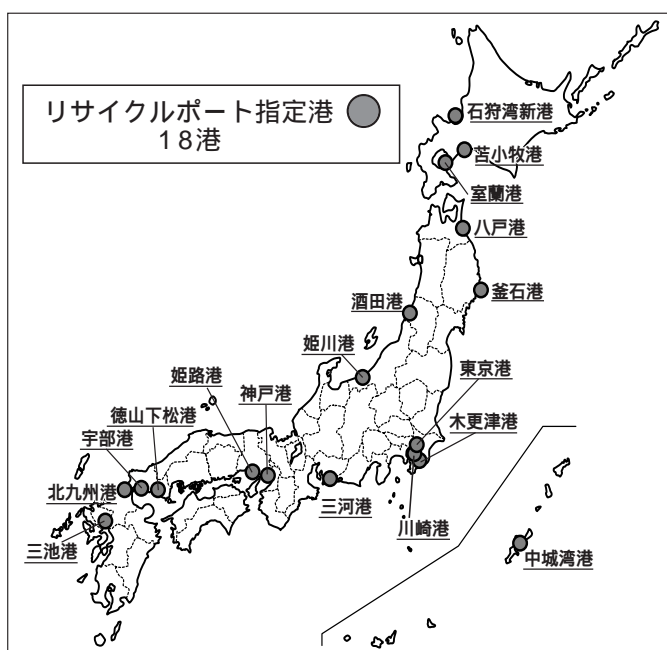 リサイクルポート指定港
18港
石狩湾新港
苫小牧港
室蘭港
八戸港
釜石港
酒田港
姫川港
東京港
姫路港
神戸港
木更津港
徳山下松港
宇部港
北九州港
三河港
川崎港
三池港
中城湾港